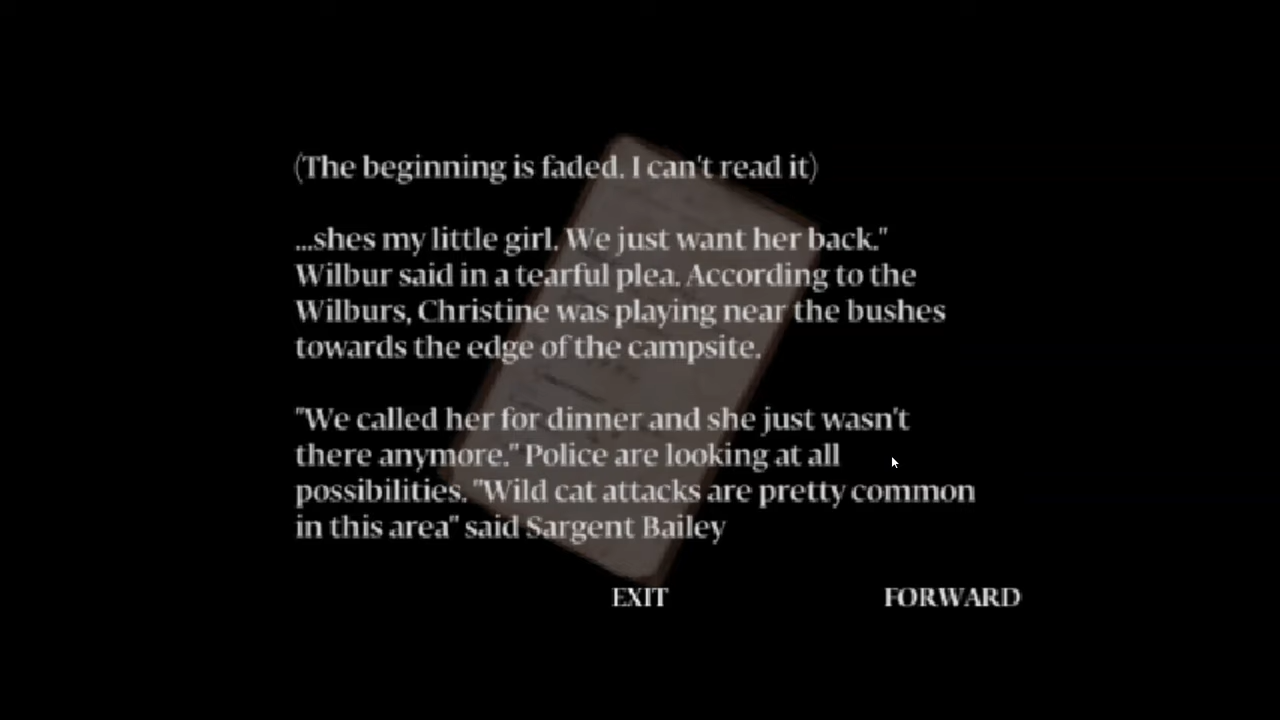 (The beginning is faded. I can't read it)
...shes my little girl. We just want her back."
Wilbur said in a tearful plea. According to the
Wilburs, Christine was playing near the bushes
towards the edge of the campsite.
"We called her for dinner and she just wasn't
there anymore." Police are looking at all
possibilities. "Wild cat attacks are pretty common
in this area" said Sargent Bailey
EXIT
FORWARD